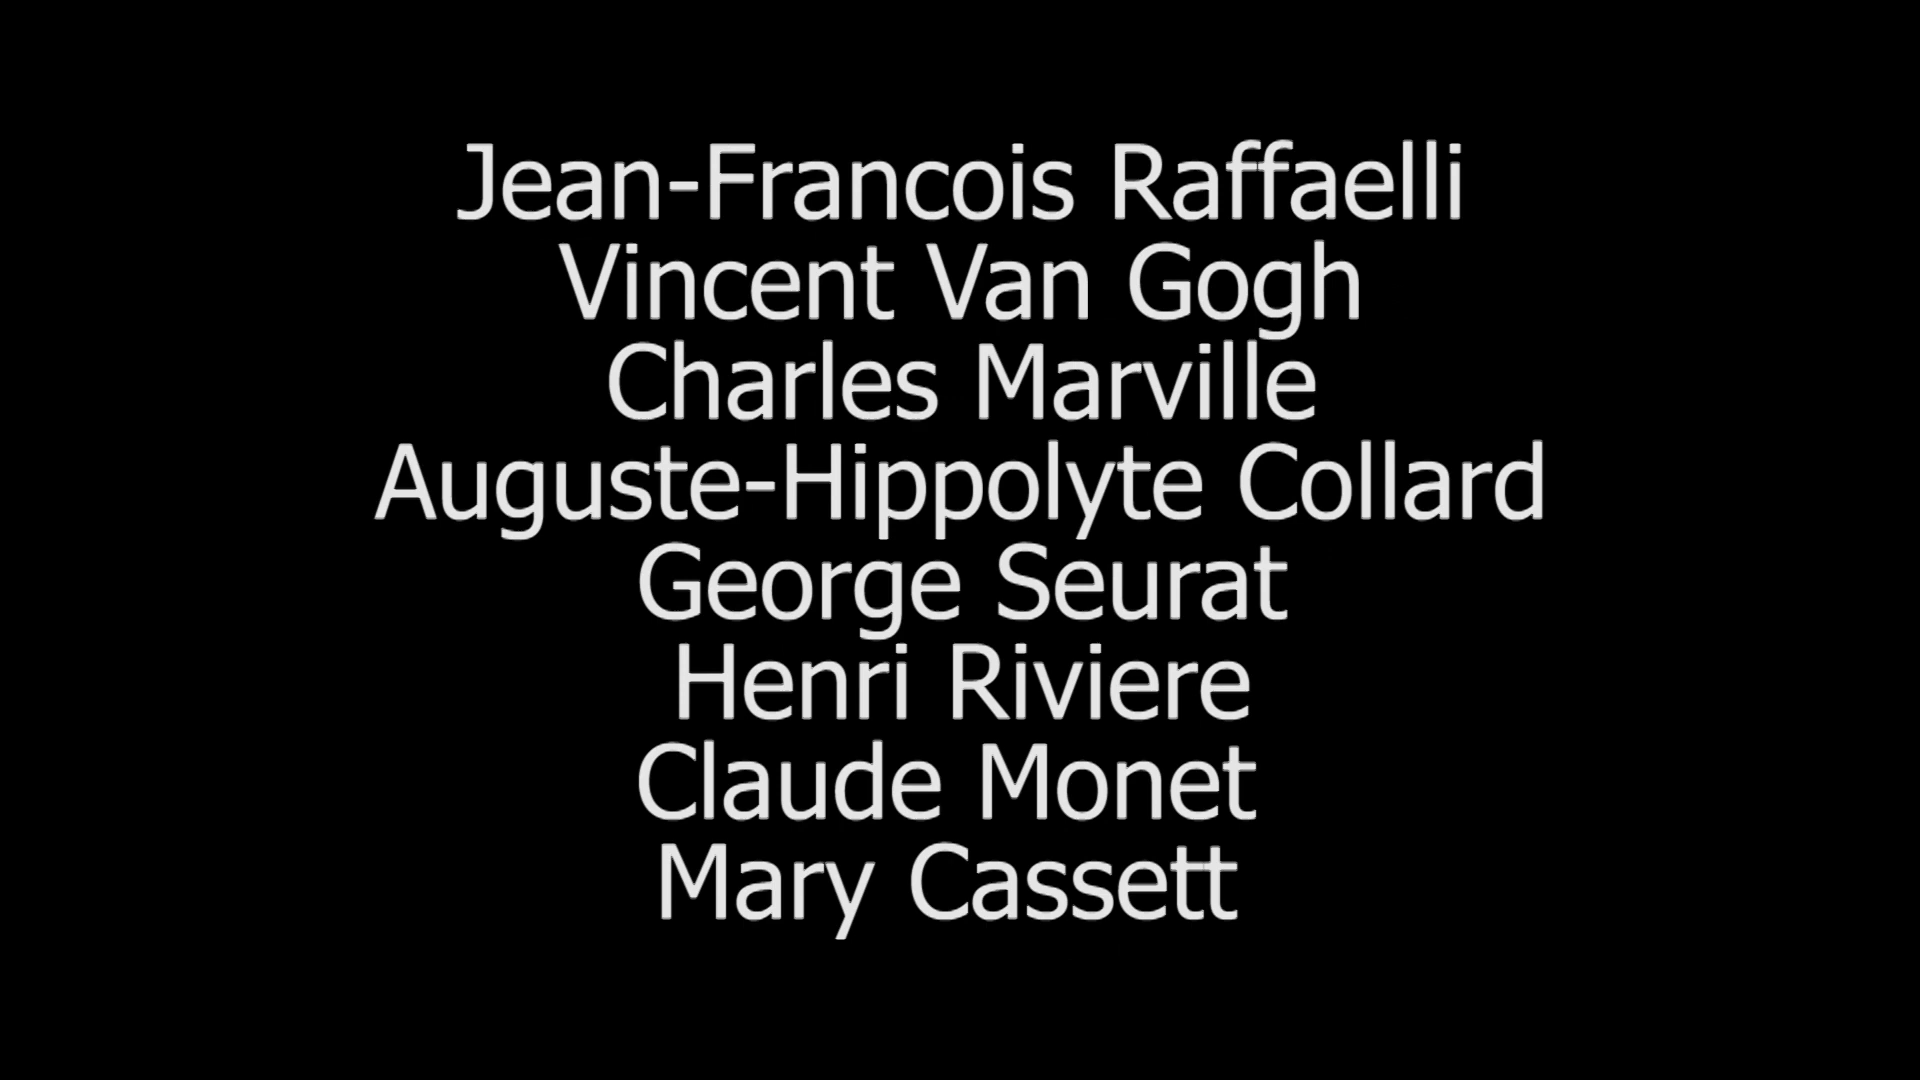 Jean-Francois Raffaelli
Vincent Van Gogh
Charles Marville
Auguste-Hippolyte Collard
George Seurat
Henri Riviere
Claude Monet
Mary Cassett